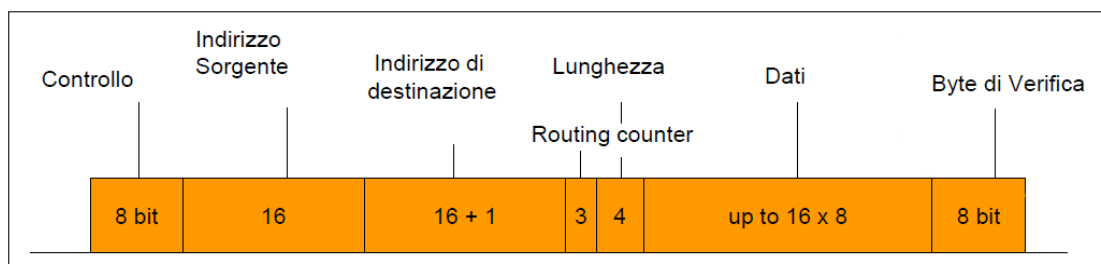 Controllo
Indirizzo
Sorgente
Indirizzo di
destinazione
Lunghezza
Routing counter
Dati
Byte di Verifica
8 bit
16
16 + 1
3
4
up to 16 x 8
8 bit